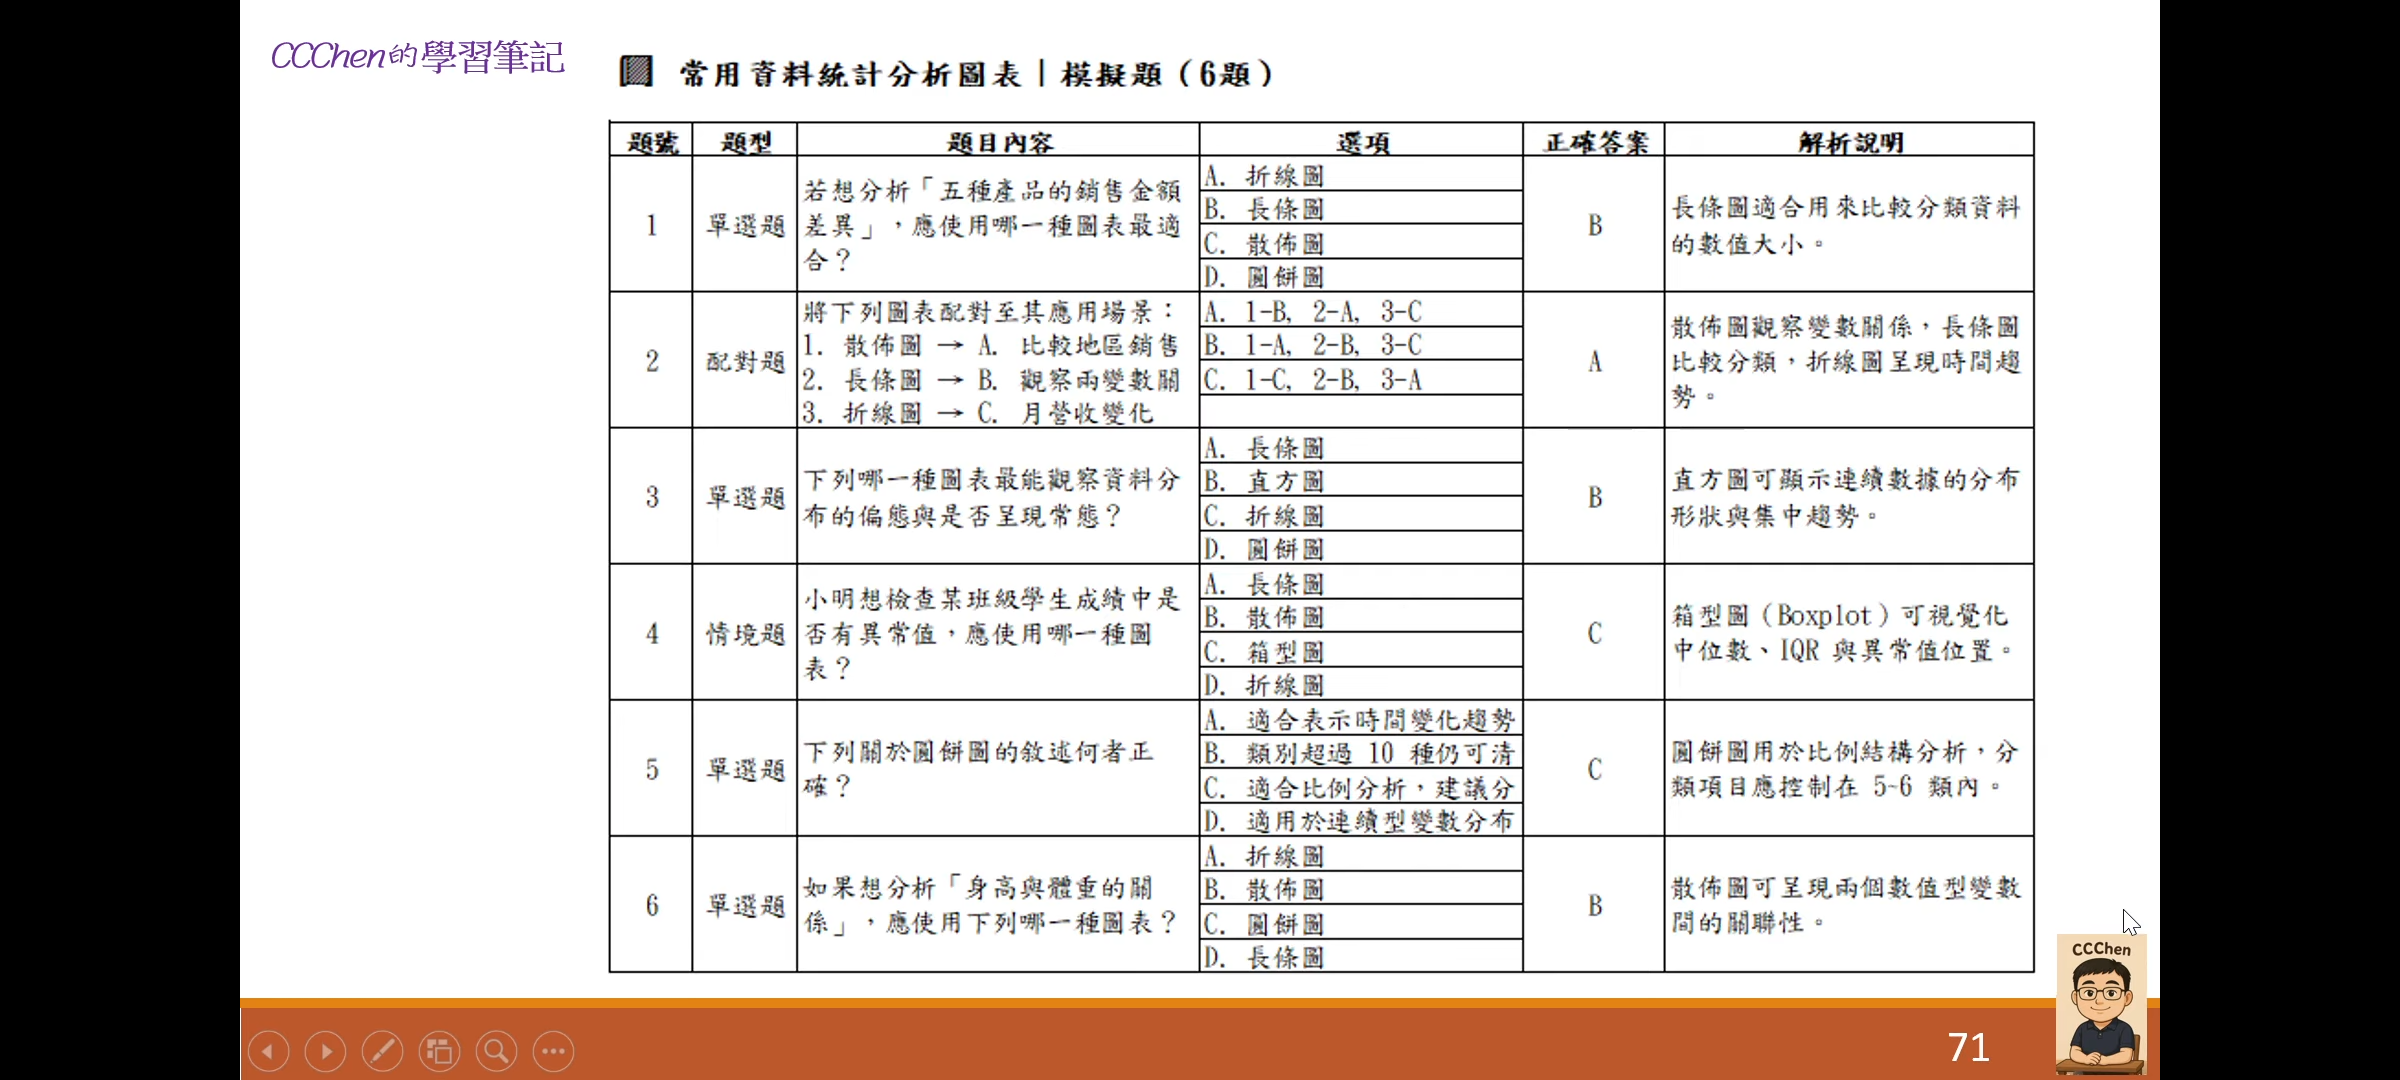 CCChen的學習筆記
常用資料統計分析圖表 | 模擬題（6題）
題號 題型 題目內容 選項 正確答案 解析說明
1 單選題
若想分析「五種產品的銷售金額
差異」，應使用哪一種圖表最適
合？
A. 折線圖
B. 長條圖
C. 散佈圖
D. 圓餅圖
B
長條圖適合用來比較分類資料
的數值大小。
2 配對題
將下列圖表配對至其應用場景：
1. 散佈圖 → A. 比較地區銷售
2. 長條圖 → B. 觀察兩變數關
3. 折線圖 → C. 月營收變化
A. 1-B, 2-A, 3-C
B. 1-A, 2-B, 3-C
C. 1-C, 2-B, 3-A
A
散佈圖觀察變數關係，長條圖
比較分類，折線圖呈現時間趨
勢。
3 單選題
下列哪一種圖表最能觀察資料分
布的偏態與是否呈現常態？
A. 長條圖
B. 直方圖
C. 折線圖
D. 圓餅圖
B
直方圖可顯示連續數據的分布
形狀與集中趨勢。
4 情境題
小明想檢查某班級學生成績中是
否有異常值，應使用哪一種圖
表？
A. 長條圖
B. 散佈圖
C. 箱型圖
D. 折線圖
C
箱型圖（Boxplot）可視覺化
中位數、IQR 與異常值位置。
5 單選題
下列關於圓餅圖的敘述何者正
確？
A. 適合表示時間變化趨勢
B. 類別超過 10 種仍可清
C. 適合比例分析，建議分
D. 適用於連續型變數分布
C
圓餅圖用於比例結構分析，分
類項目應控制在 5-6 類內。
6 單選題
如果想分析「身高與體重的關
係」，應使用下列哪一種圖表？
A. 折線圖
B. 散佈圖
C. 圓餅圖
D. 長條圖
B
散佈圖可呈現兩個數值型變數
間的關聯性。
CCChen
71